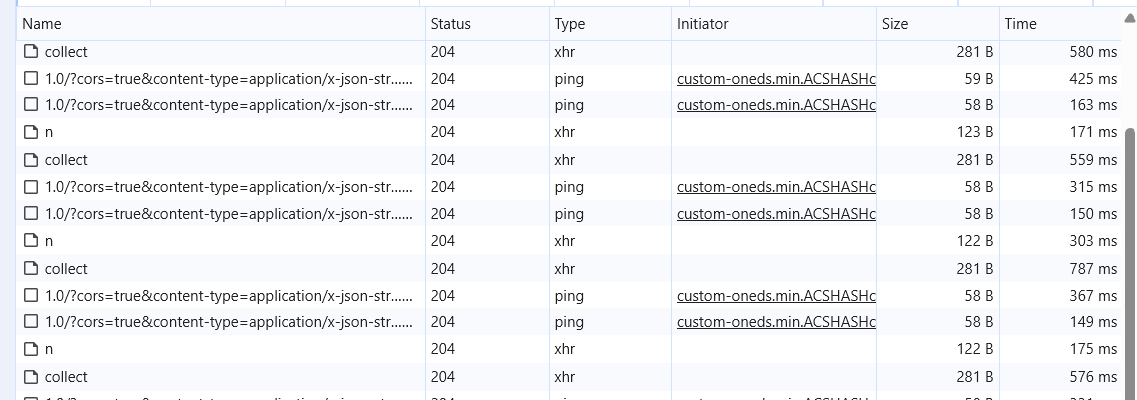 Name Status Type Initiator Size Time
collect 204 xhr 281 B 580 ms
1.0/?cors=true&content-type=application/x-json-str...... 204 ping custom-oneds.min.ACSHASHc 59 B 425 ms
1.0/?cors=true&content-type=application/x-json-str...... 204 ping custom-oneds.min.ACSHASHc 58 B 163 ms
n 204 xhr 123 B 171 ms
collect 204 xhr 281 B 559 ms
1.0/?cors=true&content-type=application/x-json-str...... 204 ping custom-oneds.min.ACSHASHc 58 B 315 ms
1.0/?cors=true&content-type=application/x-json-str...... 204 ping custom-oneds.min.ACSHASHc 58 B 150 ms
n 204 xhr 122 B 303 ms
collect 204 xhr 281 B 787 ms
1.0/?cors=true&content-type=application/x-json-str...... 204 ping custom-oneds.min.ACSHASHc 58 B 367 ms
1.0/?cors=true&content-type=application/x-json-str...... 204 ping custom-oneds.min.ACSHASHc 58 B 149 ms
n 204 xhr 122 B 175 ms
collect 204 xhr 281 B 576 ms